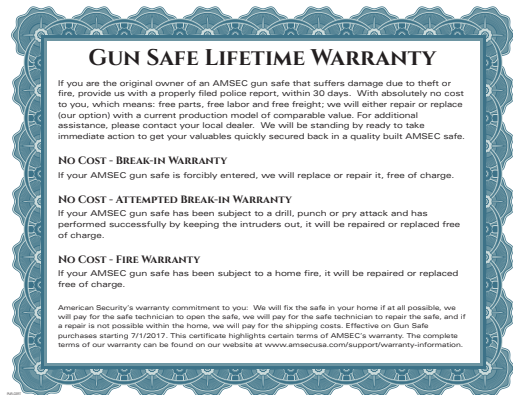 GUN SAFE LIFETIME WARRANTY
If you are the original owner of an AMSEC gun safe that suffers damage due to theft or
fire, provide us with a properly filed police report, within 30 days.  With absolutely no cost
to you, which means: free parts, free labor and free freight; we will either repair or replace
(our option) with a current production model of comparable value. For additional
assistance, please contact your local dealer.  We will be standing by ready to take
immediate action to get your valuables quickly secured back in a quality built AMSEC safe.
NO COST - BREAK-IN WARRANTY
If your AMSEC gun safe is forcibly entered, we will replace or repair it, free of charge.
NO COST - ATTEMPTED BREAK-IN WARRANTY
If your AMSEC gun safe has been subject to a drill, punch or pry attack and has
performed successfully by keeping the intruders out, it will be repaired or replaced free
of charge.
NO COST - FIRE WARRANTY
If your AMSEC gun safe has been subject to a home fire, it will be repaired or replaced
free of charge.
American Security's warranty commitment to you:  We will fix the safe in your home if at all possible, we
will pay for the safe technician to open the safe, we will pay for the safe technician to repair the safe, and if
a repair is not possible within the home, we will pay for the shipping costs. Effective on Gun Safe
purchases starting 7/1/2017. This certificate highlights certain terms of AMSEC's warranty. The complete
terms of our warranty can be found on our website at www.amsecusa.com/support/warranty-information.